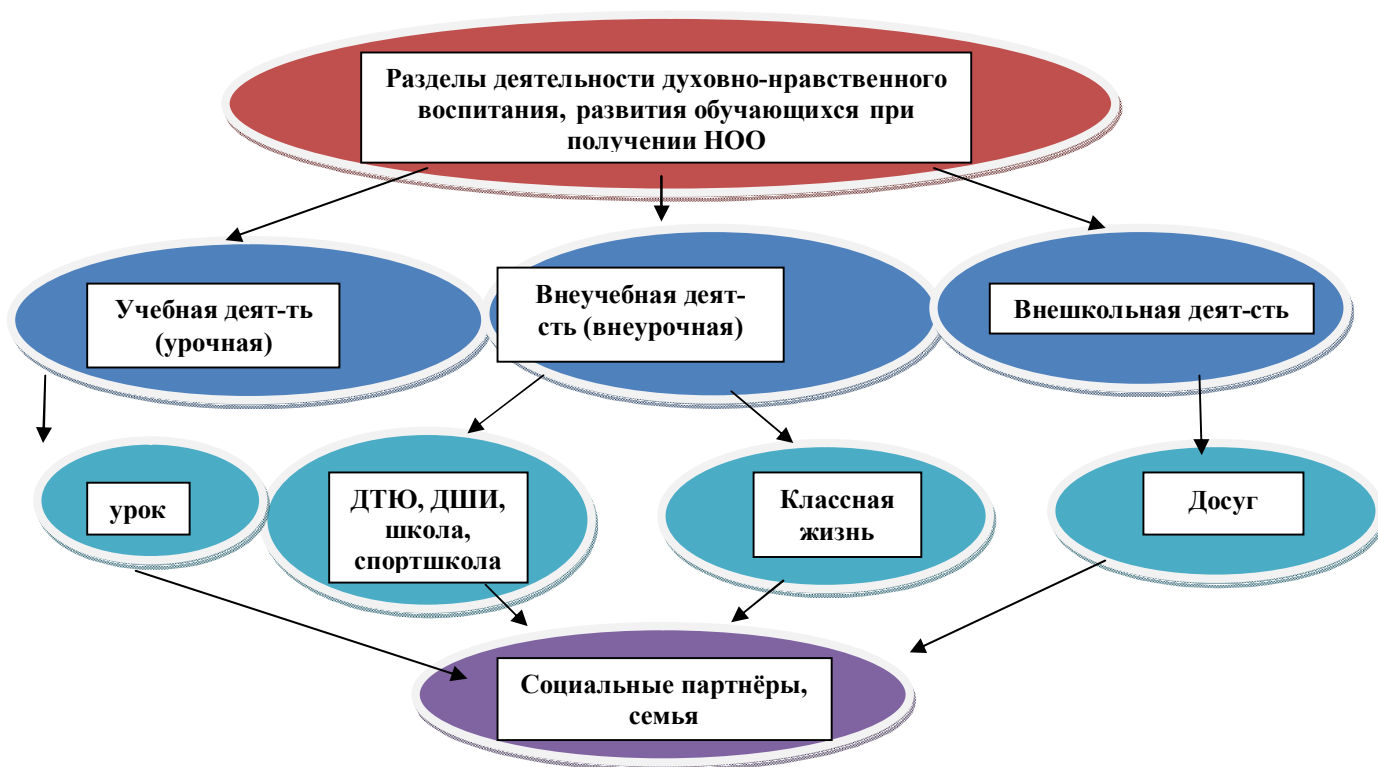 Разделы деятельности духовно-нравственного
воспитания, развития обучающихся при
получении НОО
Учебная деят-ть
(урочная)
Внеучебная деят-
сть (внеурочная)
Внешкольная деят-сть
урок
ДТЮ, ДШИ,
школа,
спортшкола
Классная
жизнь
Досуг
Социальные партнёры,
семья